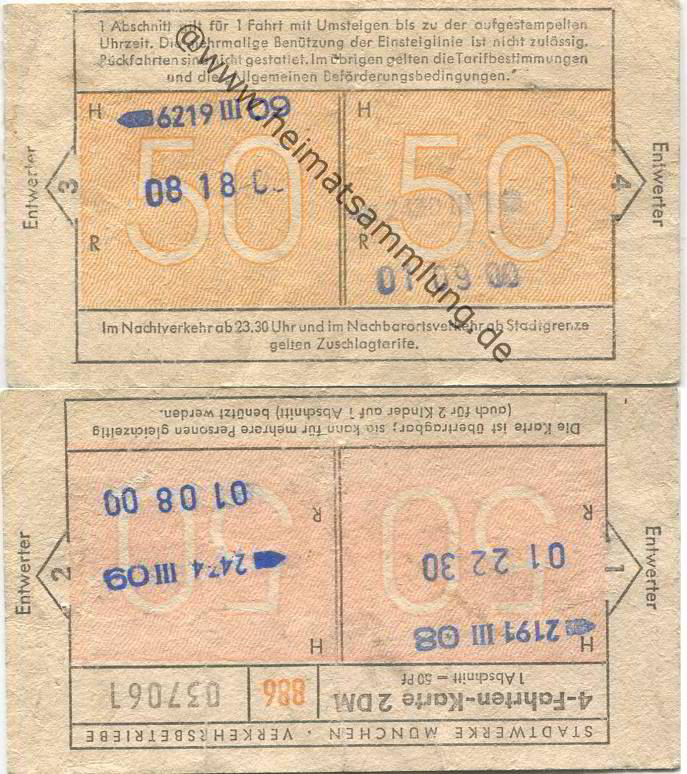 1 Abschnitt gilt für 1 Fahrt mit Umsteigen bis zu der aufgestempelten
Uhrzeit. Die mehrmalige Benützung der Einsteiglinie ist nicht zulässig.
Rückfahrten sind nicht gestattet. Im übrigen gelten die Tarifbestimmungen
und die Allgemeinen Beförderungsbedingungen.
H
6219 III 09
H
50
50
08 18
Entwerter
3
4
Entwerter
R
R
01 09 00
Im Nachtverkehr ab 23.30 Uhr und im Nachbarortsverkehr ab Stadtgrenze
gelten Zuschlagtarife.
@www.heimatsammlung.de
STADTWERKE MÜNCHEN · VERKEHRSBETRIEBE
4-Fahrten-Karte 2 DM
1 Abschnitt = 50 Pf
886
037061
H
2191 III 08
H
50
50
01 22 30
III 09
Entwerter
1
2
Entwerter
R
R
01 08 00
Die Karte ist übertragbar; sie kann für mehrere Personen gleichzeitig
(auch für 2 Kinder auf 1 Abschnitt) benützt werden.